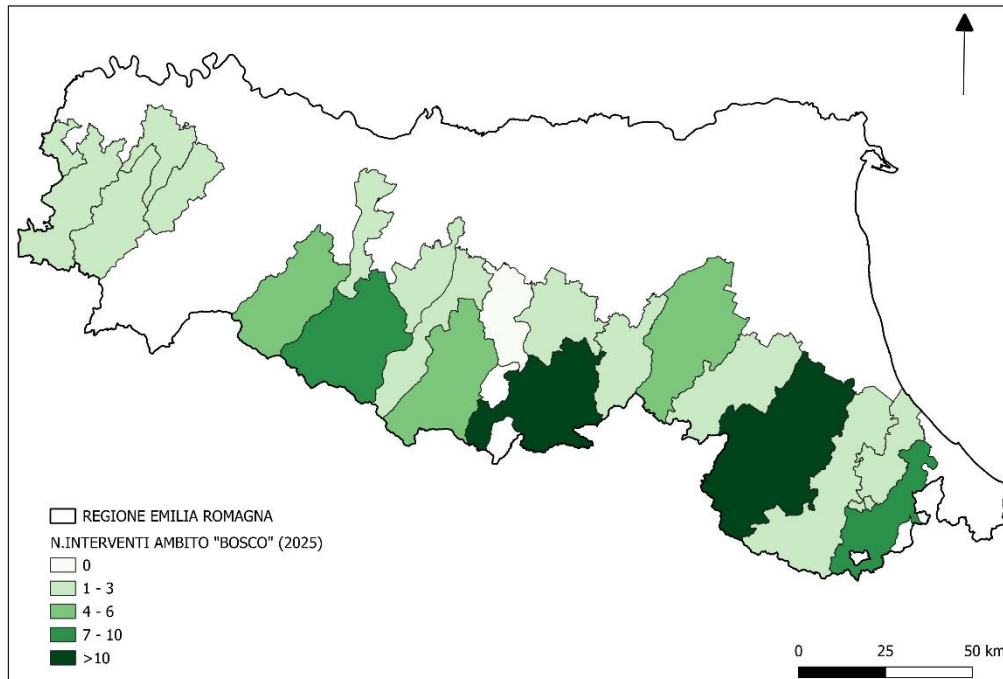 REGIONE EMILIA ROMAGNA
N.INTERVENTI AMBITO "BOSCO" (2025)
0
1 - 3
4 - 6
7 - 10
>10
0 25 50 km